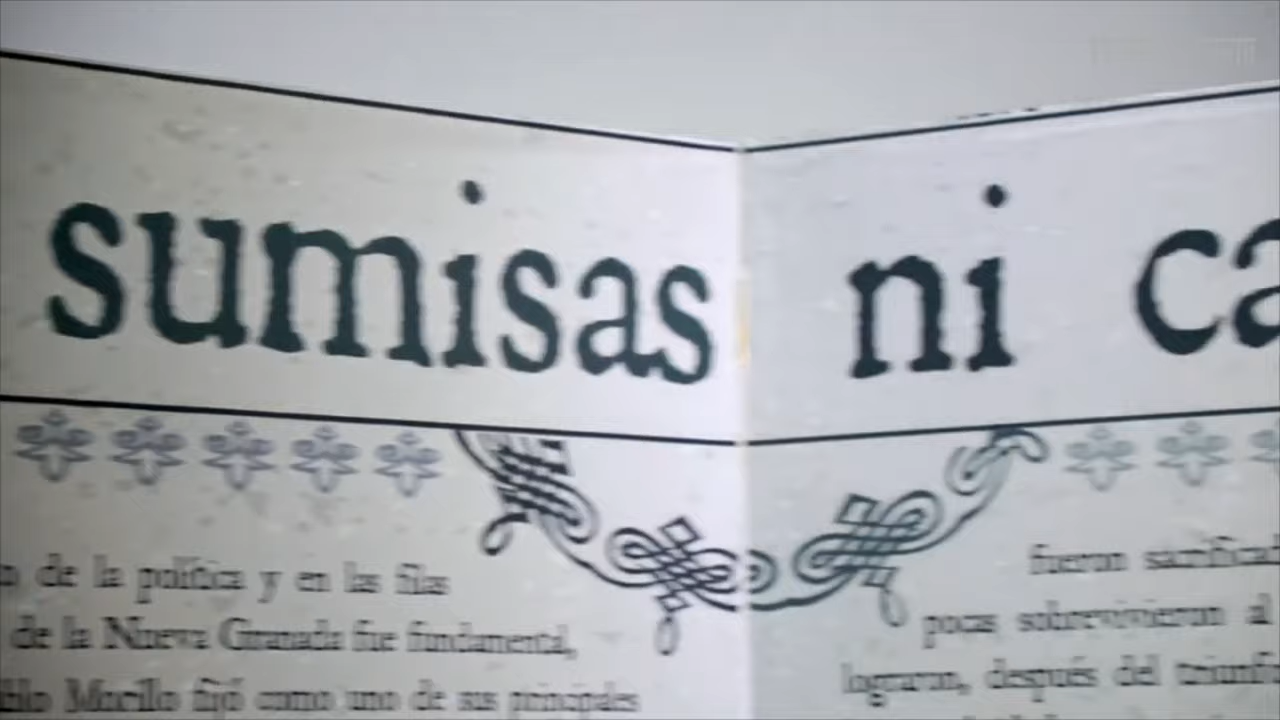 sumisas ni ca
de la política y en las filas
de la Nueva Granada fue fundamental,
Morillo fijó como uno de sus principales
fueron sacrificad
pocas sobrevivieron al
lograron, después del triunf